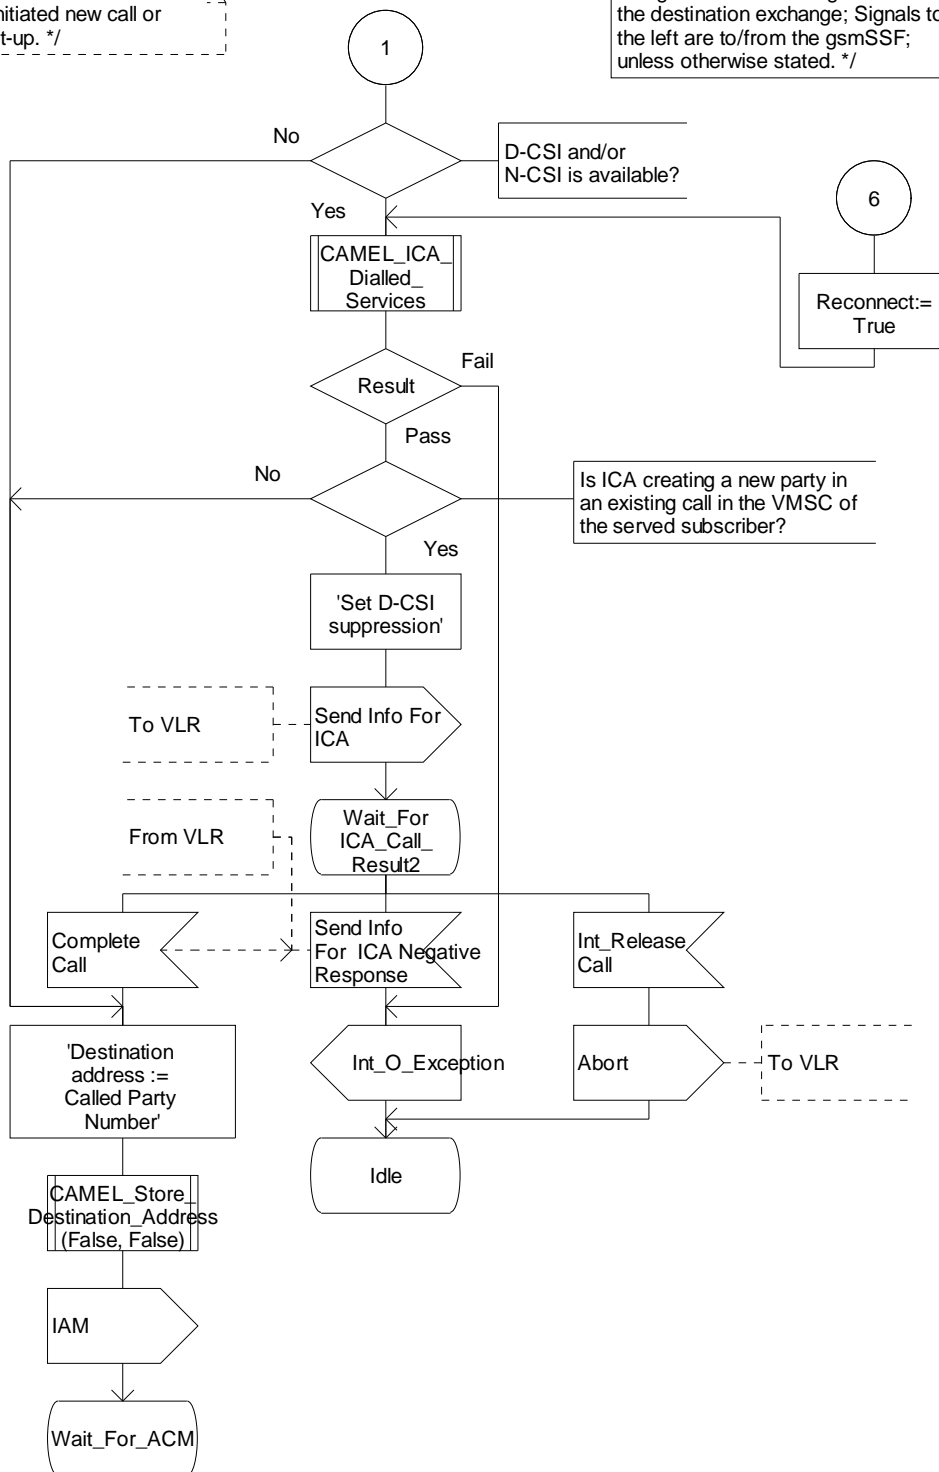 nitiated new call or
t-up. */
the destination exchange; Signals to
the left are to/from the gsmSSF;
unless otherwise stated. */
1
No
D-CSI and/or
N-CSI is available?
6
Yes
CAMEL_ICA_
Dialled_
Services
Reconnect:=
True
Fail
Result
Pass
No
Is ICA creating a new party in
an existing call in the VMSC of
the served subscriber?
Yes
'Set D-CSI
suppression'
To VLR
Send Info For
ICA
From VLR
Wait_For
ICA_Call_
Result2
Complete
Call
Send Info
For ICA Negative
Response
Int_Release_
Call
'Destination
address :=
Called Party
Number'
Int_O_Exception
Abort
To VLR
Idle
CAMEL_Store_
Destination_Address
(False, False)
IAM
Wait_For_ACM